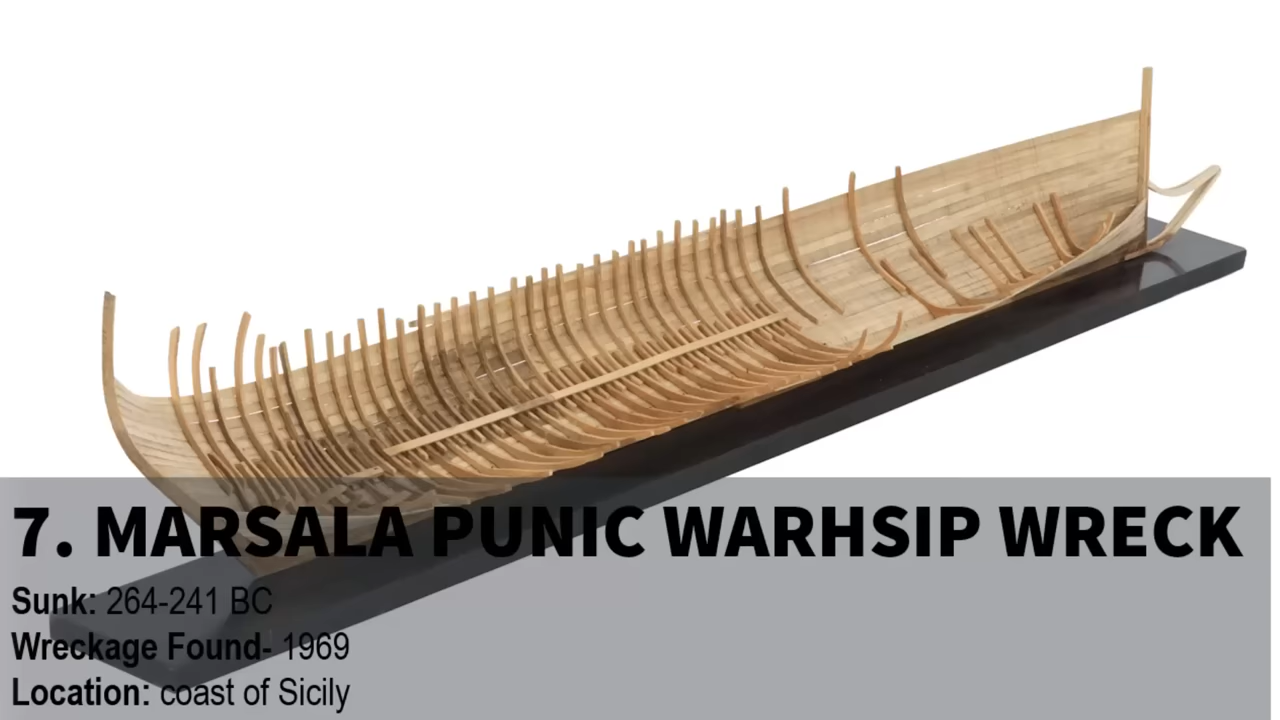 7. MARSALA PUNIC WARHSIP WRECK
Sunk: 264-241 BC
Wreckage Found- 1969
Location: coast of Sicily